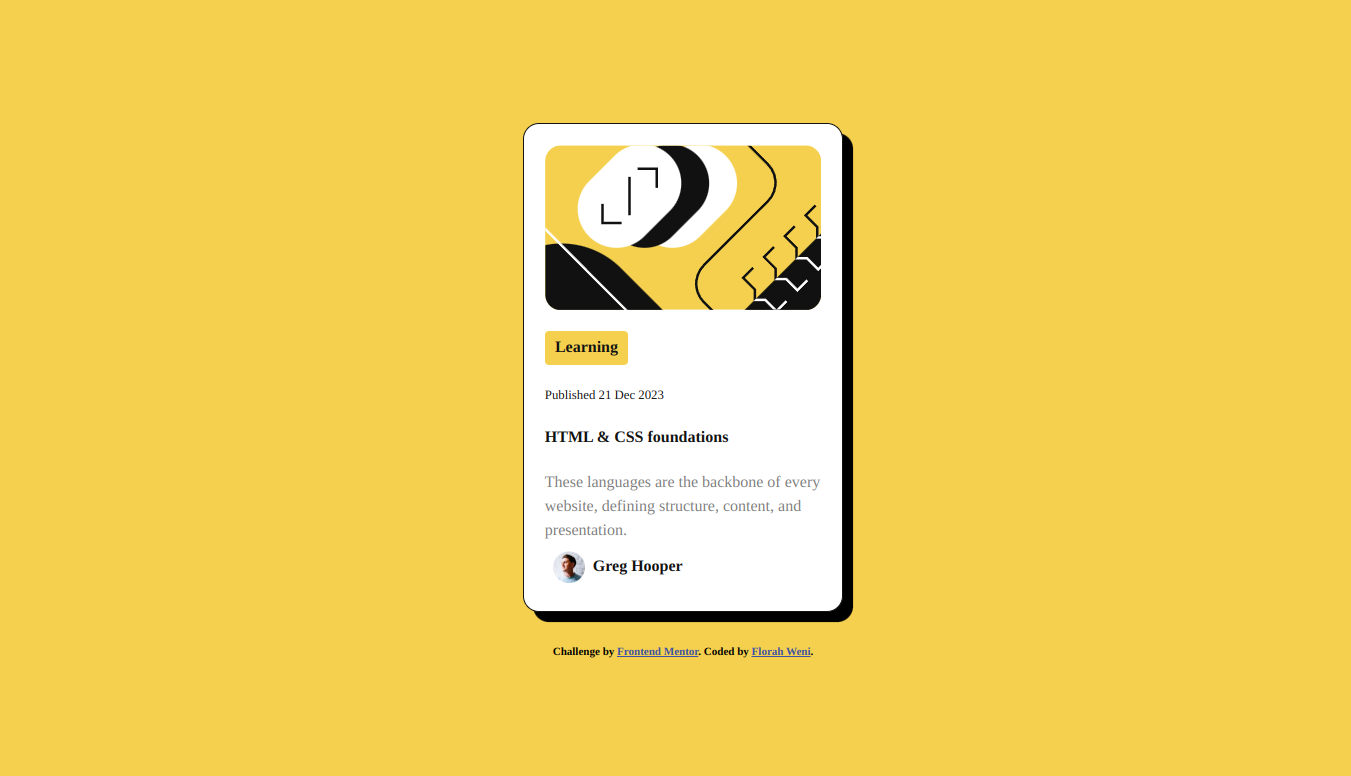 Learning
Published 21 Dec 2023
HTML & CSS foundations
These languages are the backbone of every
website, defining structure, content, and
presentation.
Greg Hooper
Challenge by Frontend Mentor. Coded by Florah Weni.